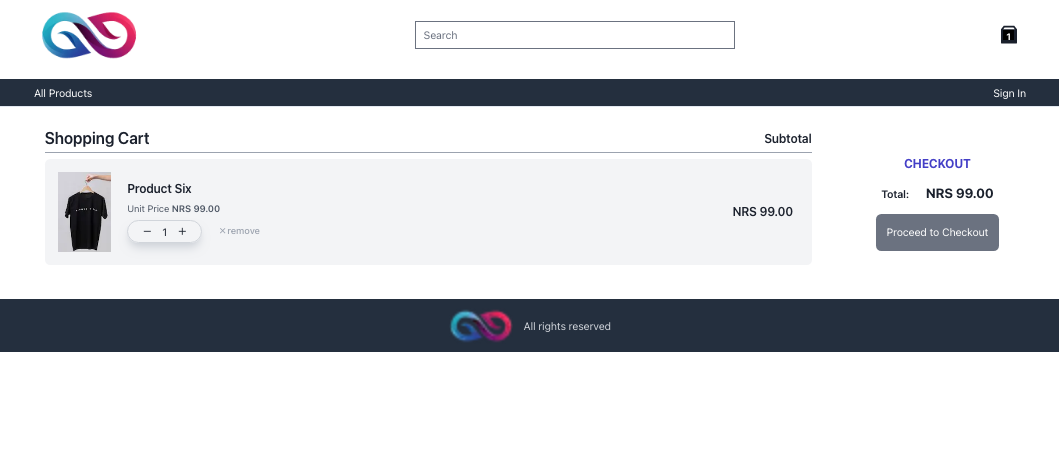 Search
1
All Products
Sign In
Shopping Cart
Subtotal
Product Six
Unit Price NRS 99.00
− 1 +
×remove
NRS 99.00
CHECKOUT
Total: NRS 99.00
Proceed to Checkout
All rights reserved